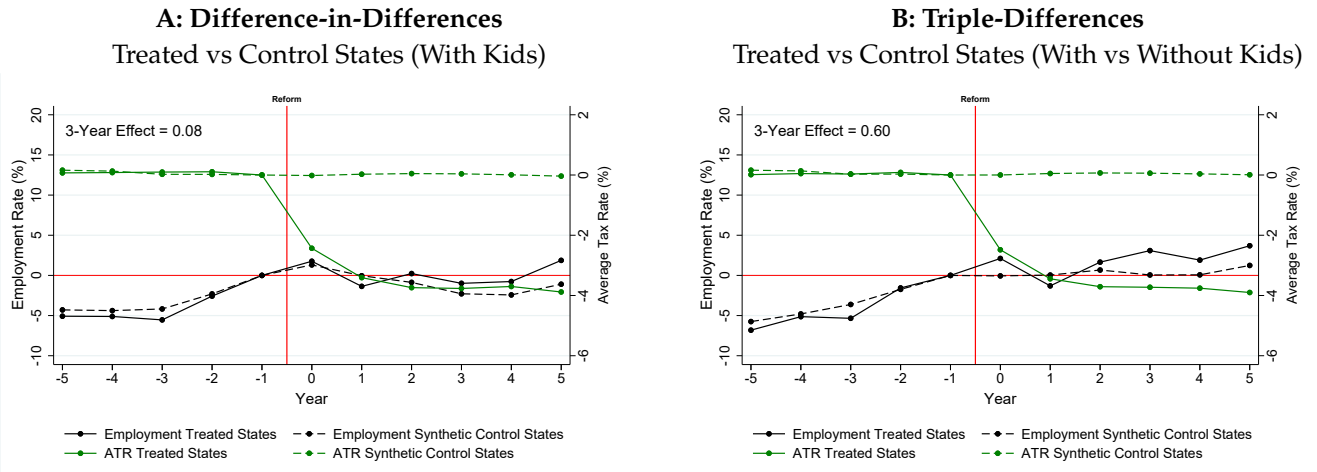 A: Difference-in-Differences
Treated vs Control States (With Kids)
Reform
3-Year Effect = 0.08
Employment Rate (%)
20
15
10
5
0
-5
-10
Average Tax Rate (%)
2
0
-2
-4
-6
-5 -4 -3 -2 -1 0 1 2 3 4 5
Year
Employment Treated States Employment Synthetic Control States
ATR Treated States ATR Synthetic Control States
B: Triple-Differences
Treated vs Control States (With vs Without Kids)
Reform
3-Year Effect = 0.60
Employment Rate (%)
20
15
10
5
0
-5
-10
Average Tax Rate (%)
2
0
-2
-4
-6
-5 -4 -3 -2 -1 0 1 2 3 4 5
Year
Employment Treated States Employment Synthetic Control States
ATR Treated States ATR Synthetic Control States